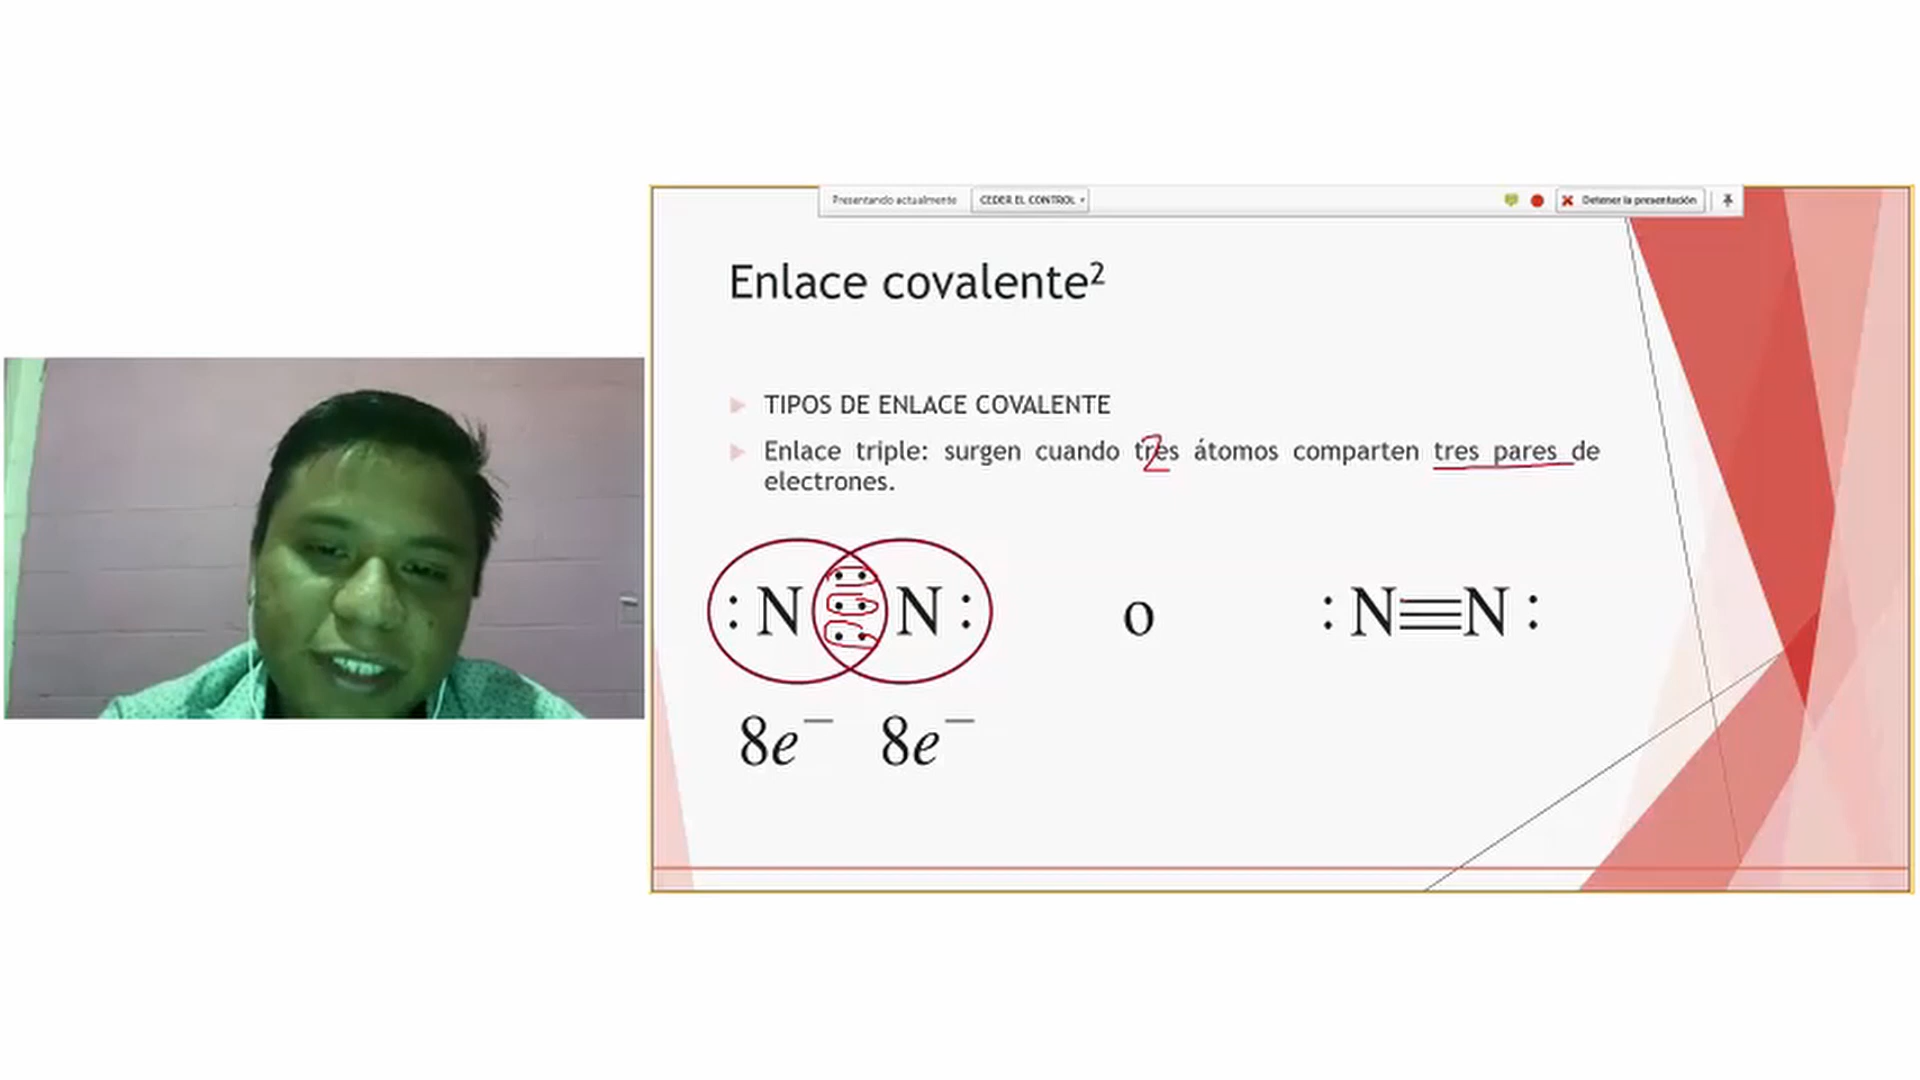 Presentando actualmente CEDER EL CONTROL Detener la presentación
Enlace covalente²
TIPOS DE ENLACE COVALENTE
Enlace triple: surgen cuando tres átomos comparten tres pares de
2
electrones.
:N:::N: o :N≡N:
8e⁻ 8e⁻